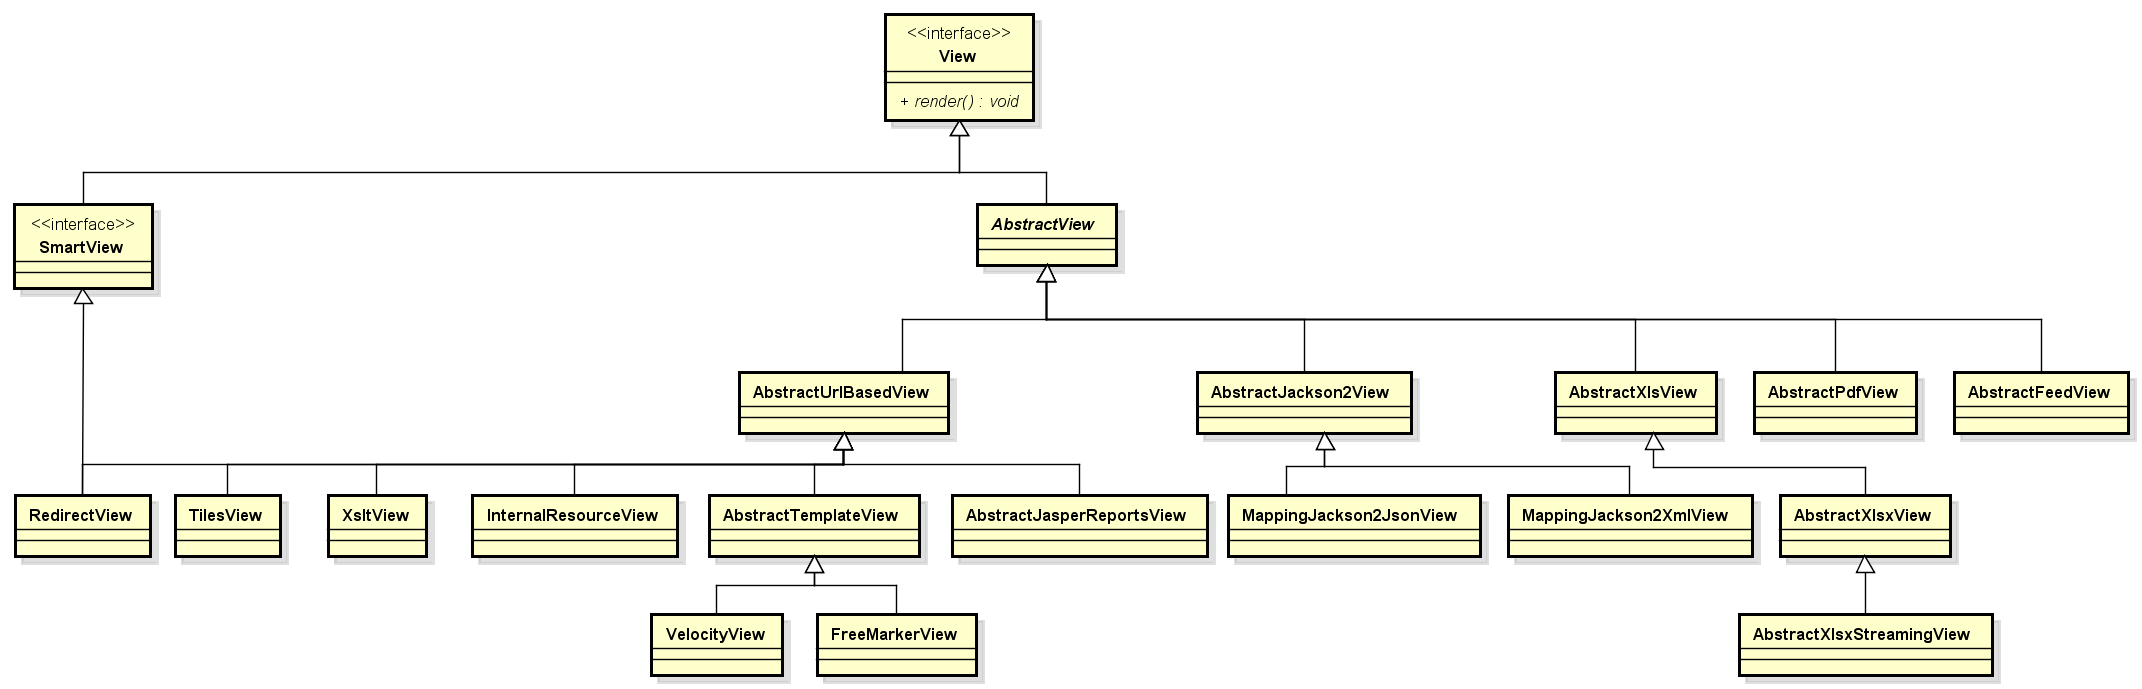 <<interface>>
View
+ render() : void
<<interface>>
SmartView
AbstractView
AbstractUrlBasedView
AbstractJackson2View
AbstractXlsView
AbstractPdfView
AbstractFeedView
RedirectView
TilesView
XsltView
InternalResourceView
AbstractTemplateView
AbstractJasperReportsView
MappingJackson2JsonView
MappingJackson2XmlView
AbstractXlsxView
VelocityView
FreeMarkerView
AbstractXlsxStreamingView